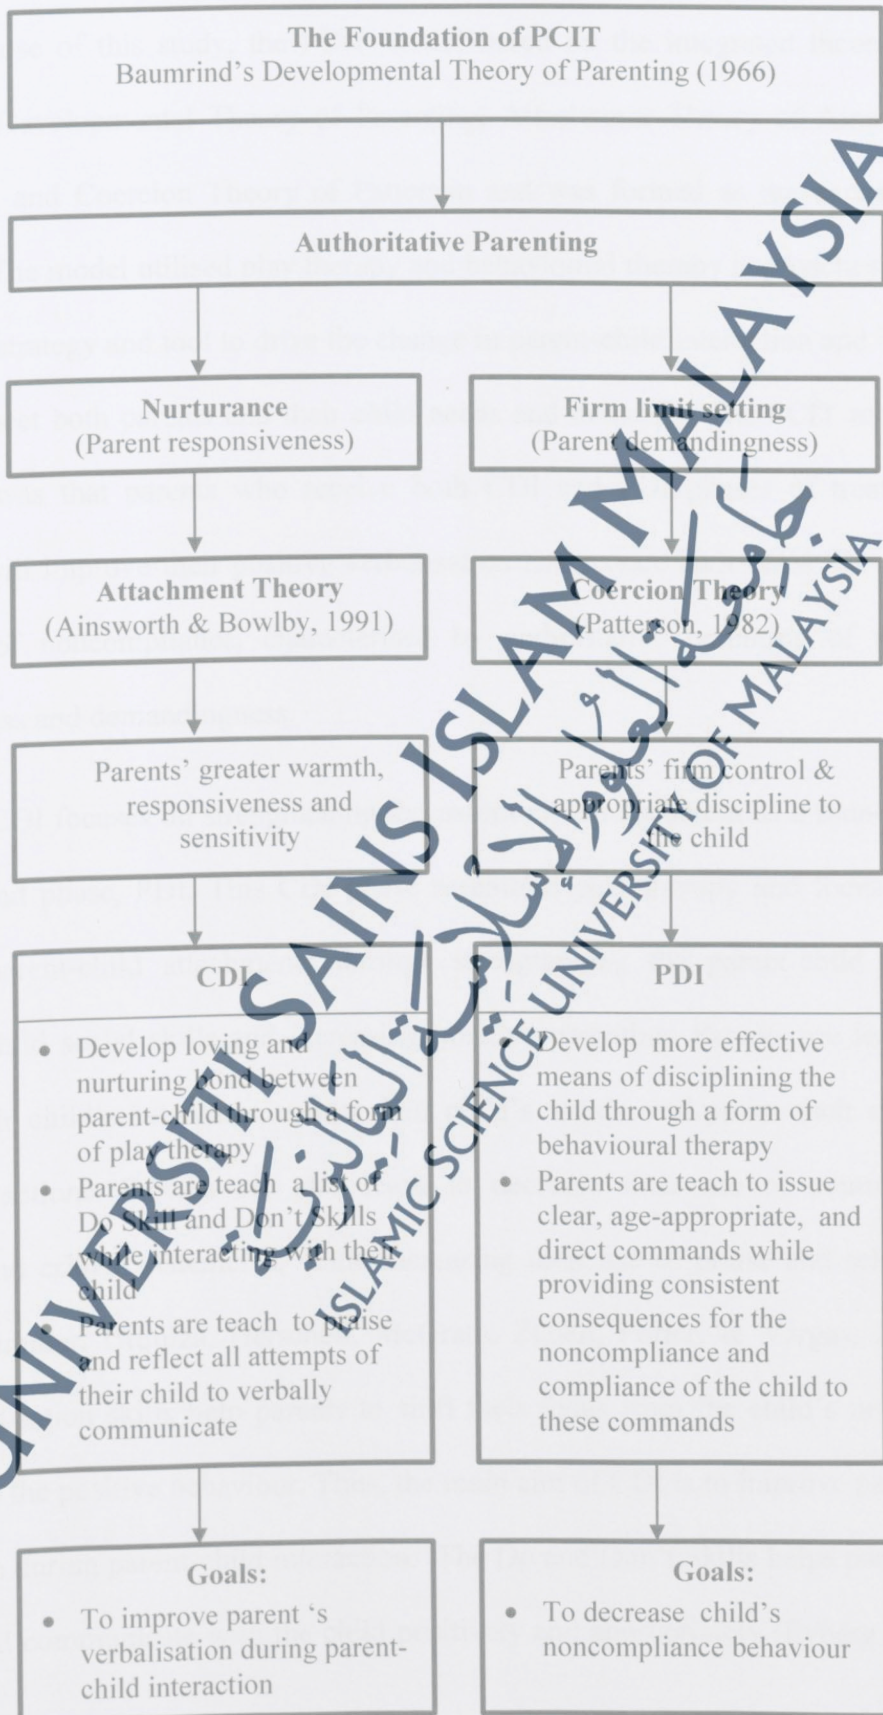 The Foundation of PCIT
Baumrind's Developmental Theory of Parenting (1966)
Authoritative Parenting
Nurturance
(Parent responsiveness)
Firm limit setting
(Parent demandingness)
Attachment Theory
(Ainsworth & Bowlby, 1991)
Coercion Theory
(Patterson, 1982)
Parents' greater warmth,
responsiveness and
sensitivity
Parents' firm control &
appropriate discipline to
the child
CDI
• Develop loving and
nurturing bond between
parent-child through a form
of play therapy
• Parents are teach a list of
Do Skill and Don't Skills
while interacting with their
child
• Parents are teach to praise
and reflect all attempts of
their child to verbally
communicate
PDI
• Develop more effective
means of disciplining the
child through a form of
behavioural therapy
• Parents are teach to issue
clear, age-appropriate, and
direct commands while
providing consistent
consequences for the
noncompliance and
compliance of the child to
these commands
Goals:
• To improve parent 's
verbalisation during parent-
child interaction
Goals:
• To decrease child's
noncompliance behaviour
UNIVERSITI SAINS ISLAM MALAYSIA
جامعة العلوم الإسلامية الماليزية
ISLAMIC SCIENCE UNIVERSITY OF MALAYSIA